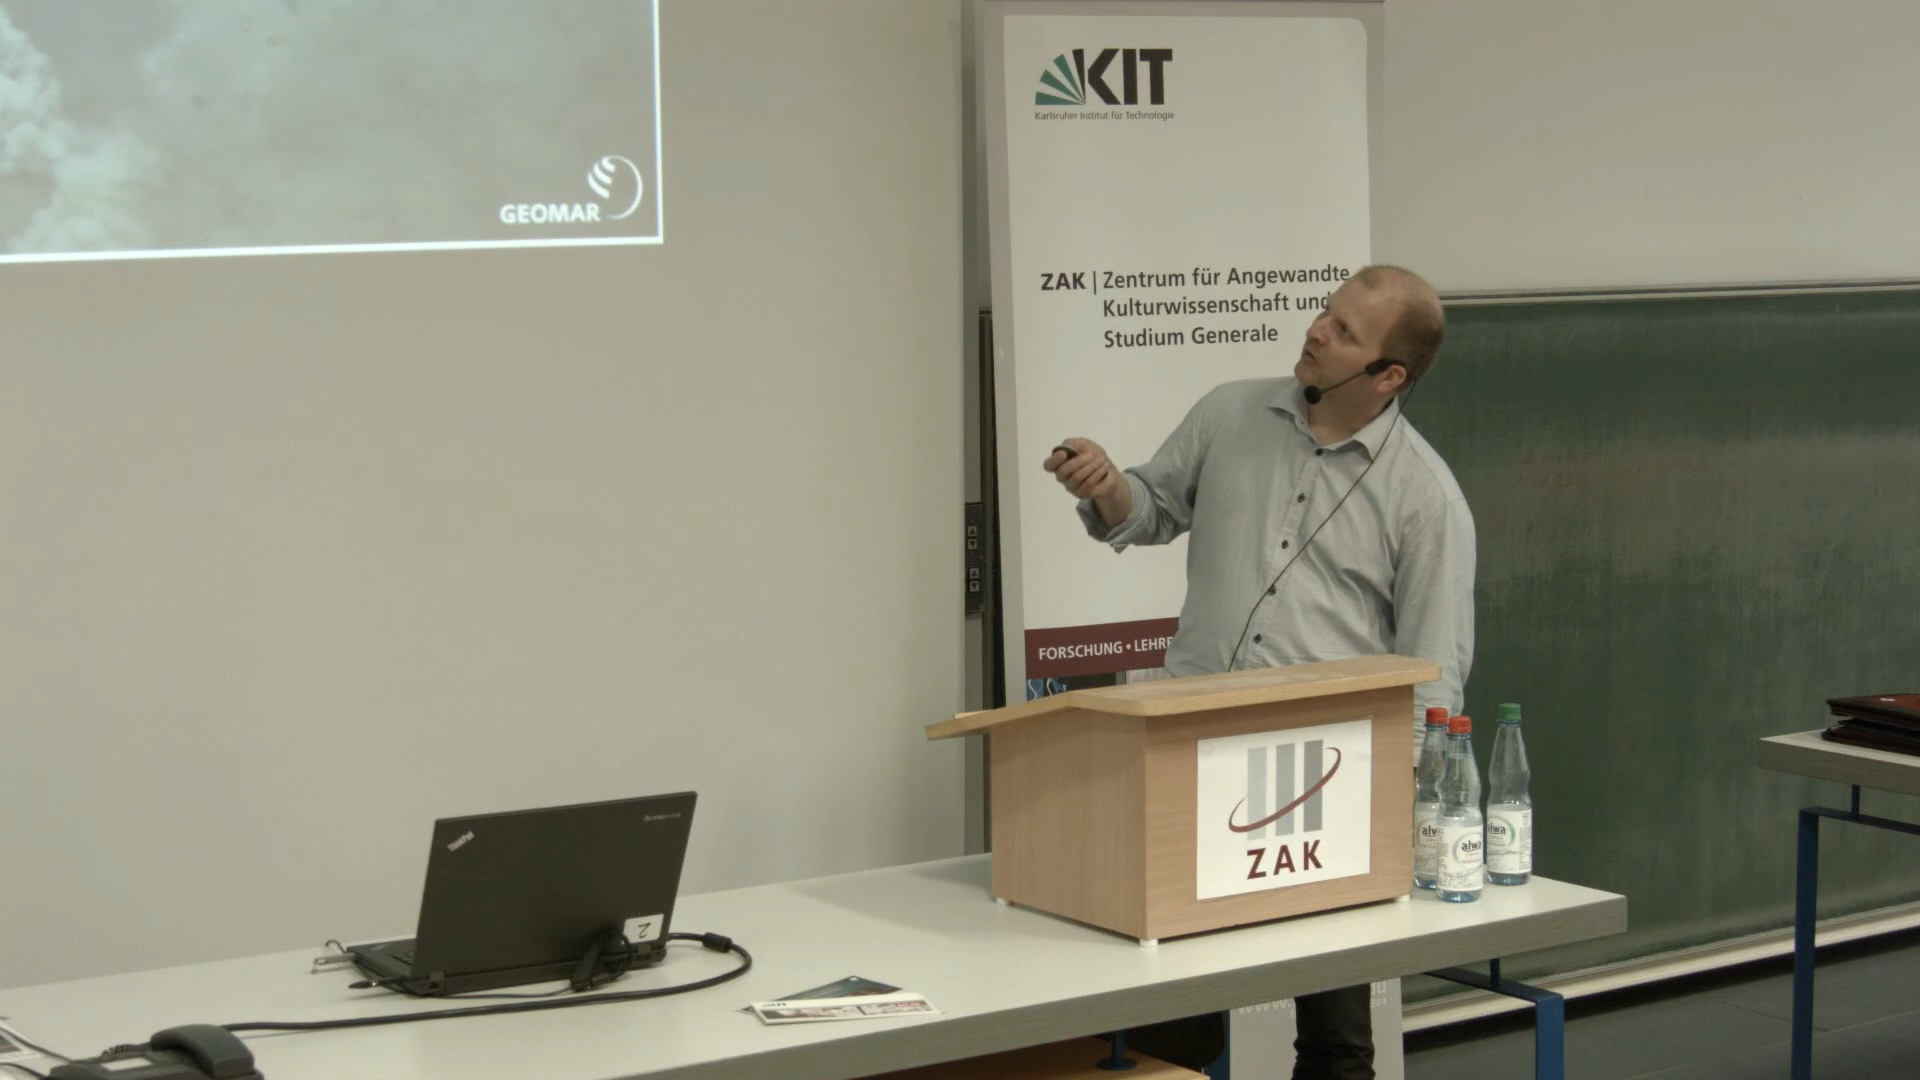 GEOMAR
KIT
Karlsruher Institut für Technologie
ZAK | Zentrum für Angewandte
Kulturwissenschaft und
Studium Generale
FORSCHUNG • LEHRE
ThinkPad
lenovo
2
ZAK
alwa
alwa
alwa